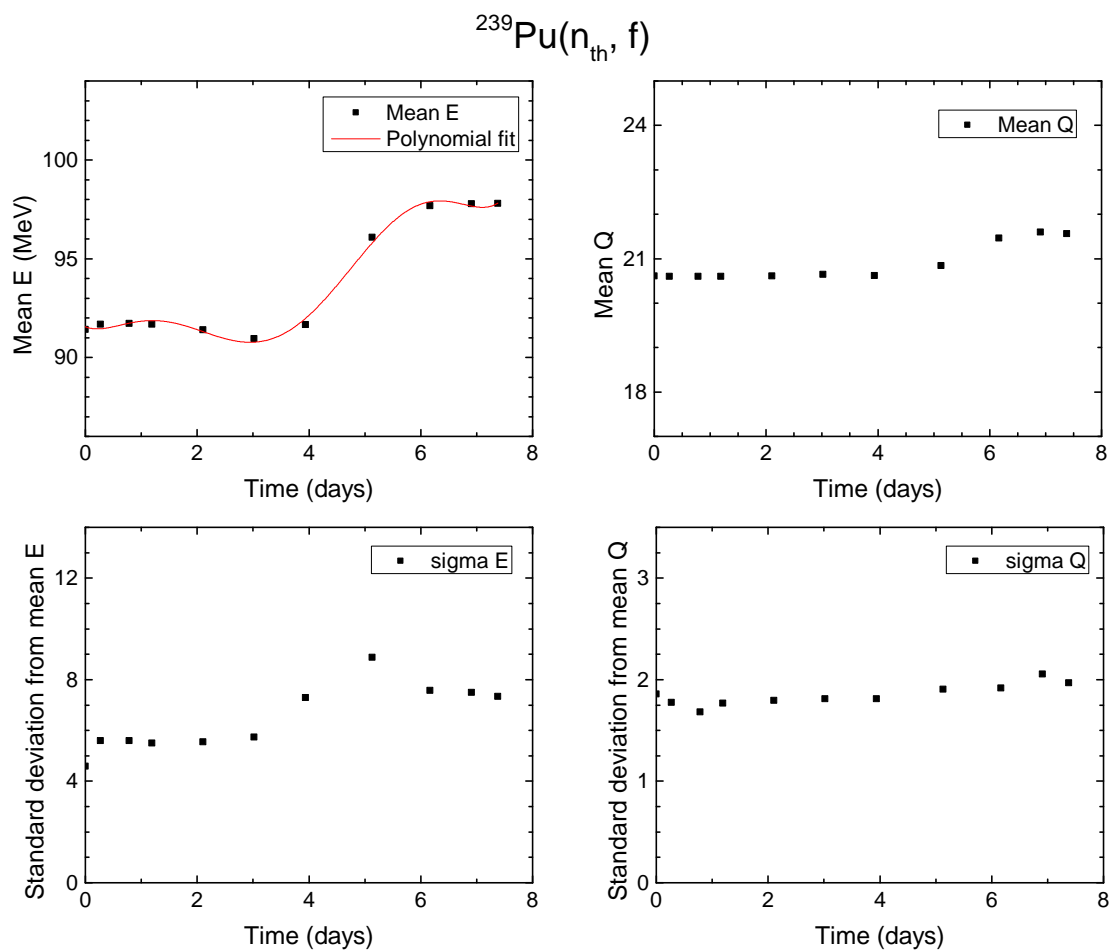 ²³⁹Pu(nₜₕ, f)
Mean E
Polynomial fit
100
95
90
Mean E (MeV)
0 2 4 6 8
Time (days)
Mean Q
24
21
18
Mean Q
0 2 4 6 8
Time (days)
sigma E
12
8
4
0
Standard deviation from mean E
0 2 4 6 8
Time (days)
sigma Q
3
2
1
0
Standard deviation from mean Q
0 2 4 6 8
Time (days)